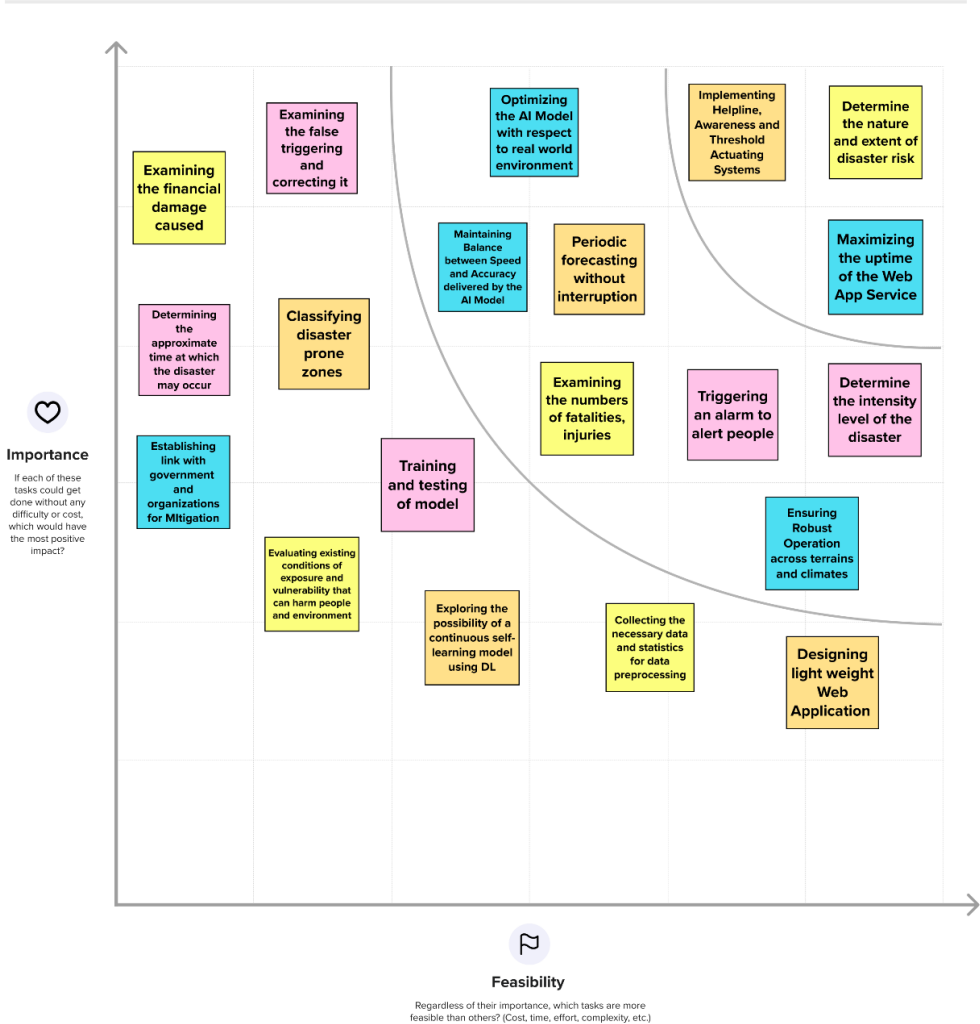 Examining
the false
triggering
and
correcting it
Optimizing
the AI Model
with respect
to real world
environment
Implementing
Helpline,
Awareness and
Threshold
Actuating
Systems
Determine
the nature
and extent of
disaster risk
Examining
the financial
damage
caused
Maintaining
Balance
between Speed
and Accuracy
delivered by the
AI Model
Periodic
forecasting
without
interruption
Maximizing
the uptime
of the Web
App Service
Determining
the
approximate
time at which
the disaster
may occur
Classifying
disaster
prone
zones
Examining
the numbers
of fatalities,
injuries
Triggering
an alarm to
alert people
Determine
the intensity
level of the
disaster
Importance
If each of these
tasks could get
done without any
difficulty or cost,
which would have
the most positive
impact?
Establishing
link with
government
and
organizations
for MItigation
Training
and testing
of model
Ensuring
Robust
Operation
across terrains
and climates
Evaluating existing
conditions of
exposure and
vulnerability that
can harm people
and environment
Exploring the
possibility of a
continuous self-
learning model
using DL
Collecting the
necessary data
and statistics
for data
preprocessing
Designing
light weight
Web
Application
Feasibility
Regardless of their importance, which tasks are more
feasible than others? (Cost, time, effort, complexity, etc.)